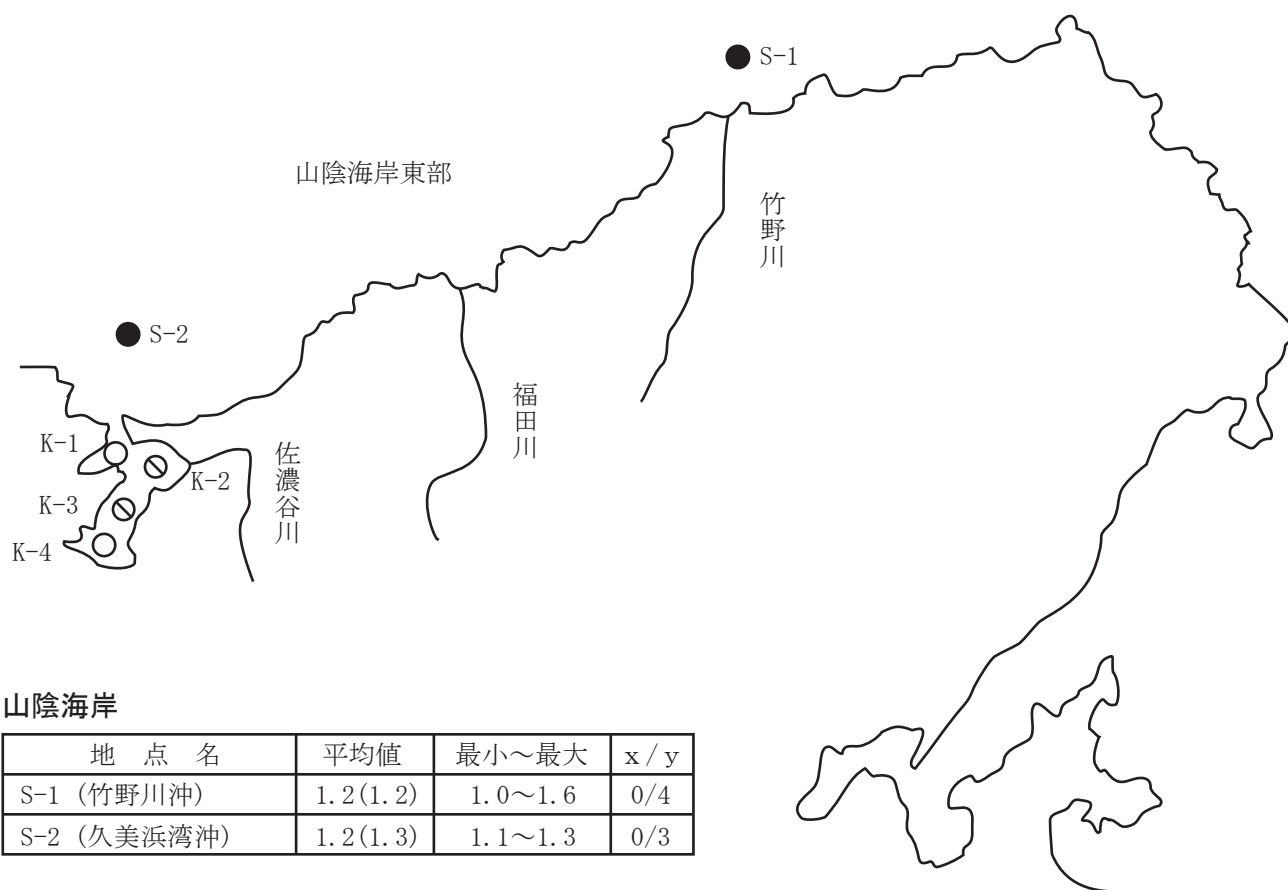 S-1
山陰海岸東部
竹野川
S-2
福田川
K-1
佐濃谷川
K-2
K-3
K-4
山陰海岸
地 点 名 平均値 最小～最大 x/y
S-1 (竹野川沖) 1.2(1.2) 1.0～1.6 0/4
S-2 (久美浜湾沖) 1.2(1.3) 1.1～1.3 0/3